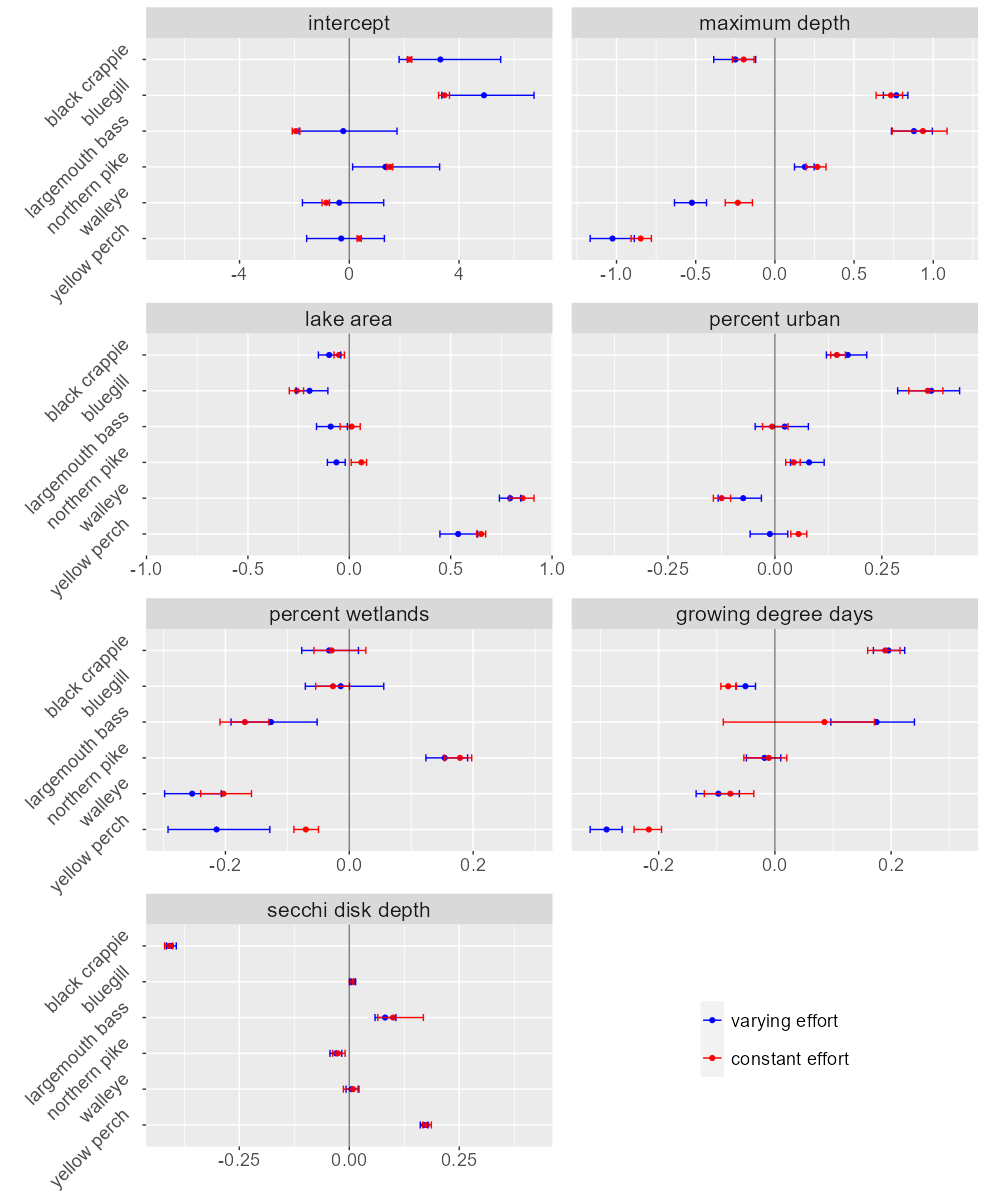 intercept
maximum depth
black crappie
bluegill
largemouth bass
northern pike
walleye
yellow perch
-4 0 4
-1.0 -0.5 0.0 0.5 1.0
lake area
percent urban
black crappie
bluegill
largemouth bass
northern pike
walleye
yellow perch
-1.0 -0.5 0.0 0.5 1.0
-0.25 0.00 0.25
percent wetlands
growing degree days
black crappie
bluegill
largemouth bass
northern pike
walleye
yellow perch
-0.2 0.0 0.2
-0.2 0.0 0.2
secchi disk depth
black crappie
bluegill
largemouth bass
northern pike
walleye
yellow perch
-0.25 0.00 0.25
varying effort
constant effort